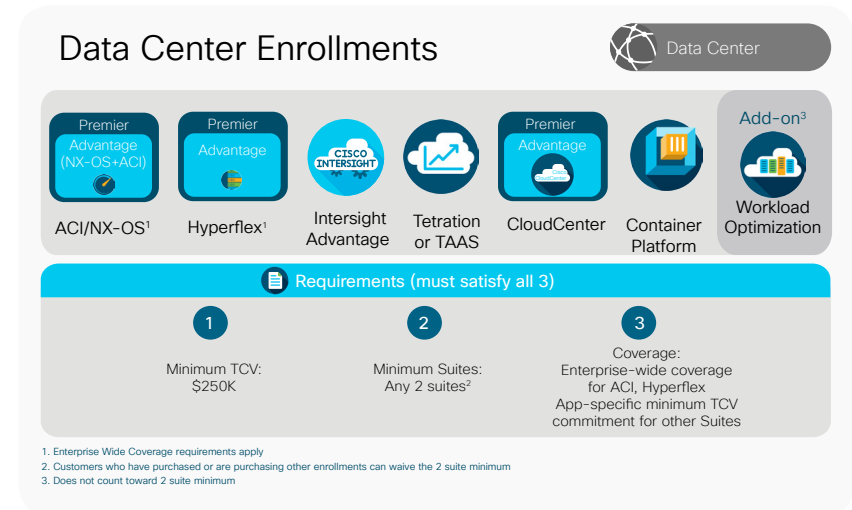 Data Center Enrollments
Data Center
Premier
Advantage
(NX-OS+ACI)
ACI/NX-OS¹
Premier
Advantage
Hyperflex¹
CISCO
INTERSIGHT
Intersight
Advantage
Tetration
or TAAS
Premier
Advantage
Cisco
CloudCenter
CloudCenter
Container
Platform
Add-on³
Workload
Optimization
Requirements (must satisfy all 3)
1
Minimum TCV:
$250K
2
Minimum Suites:
Any 2 suites²
3
Coverage:
Enterprise-wide coverage
for ACI, Hyperflex
App-specific minimum TCV
commitment for other Suites
1. Enterprise Wide Coverage requirements apply
2. Customers who have purchased or are purchasing other enrollments can waive the 2 suite minimum
3. Does not count toward 2 suite minimum